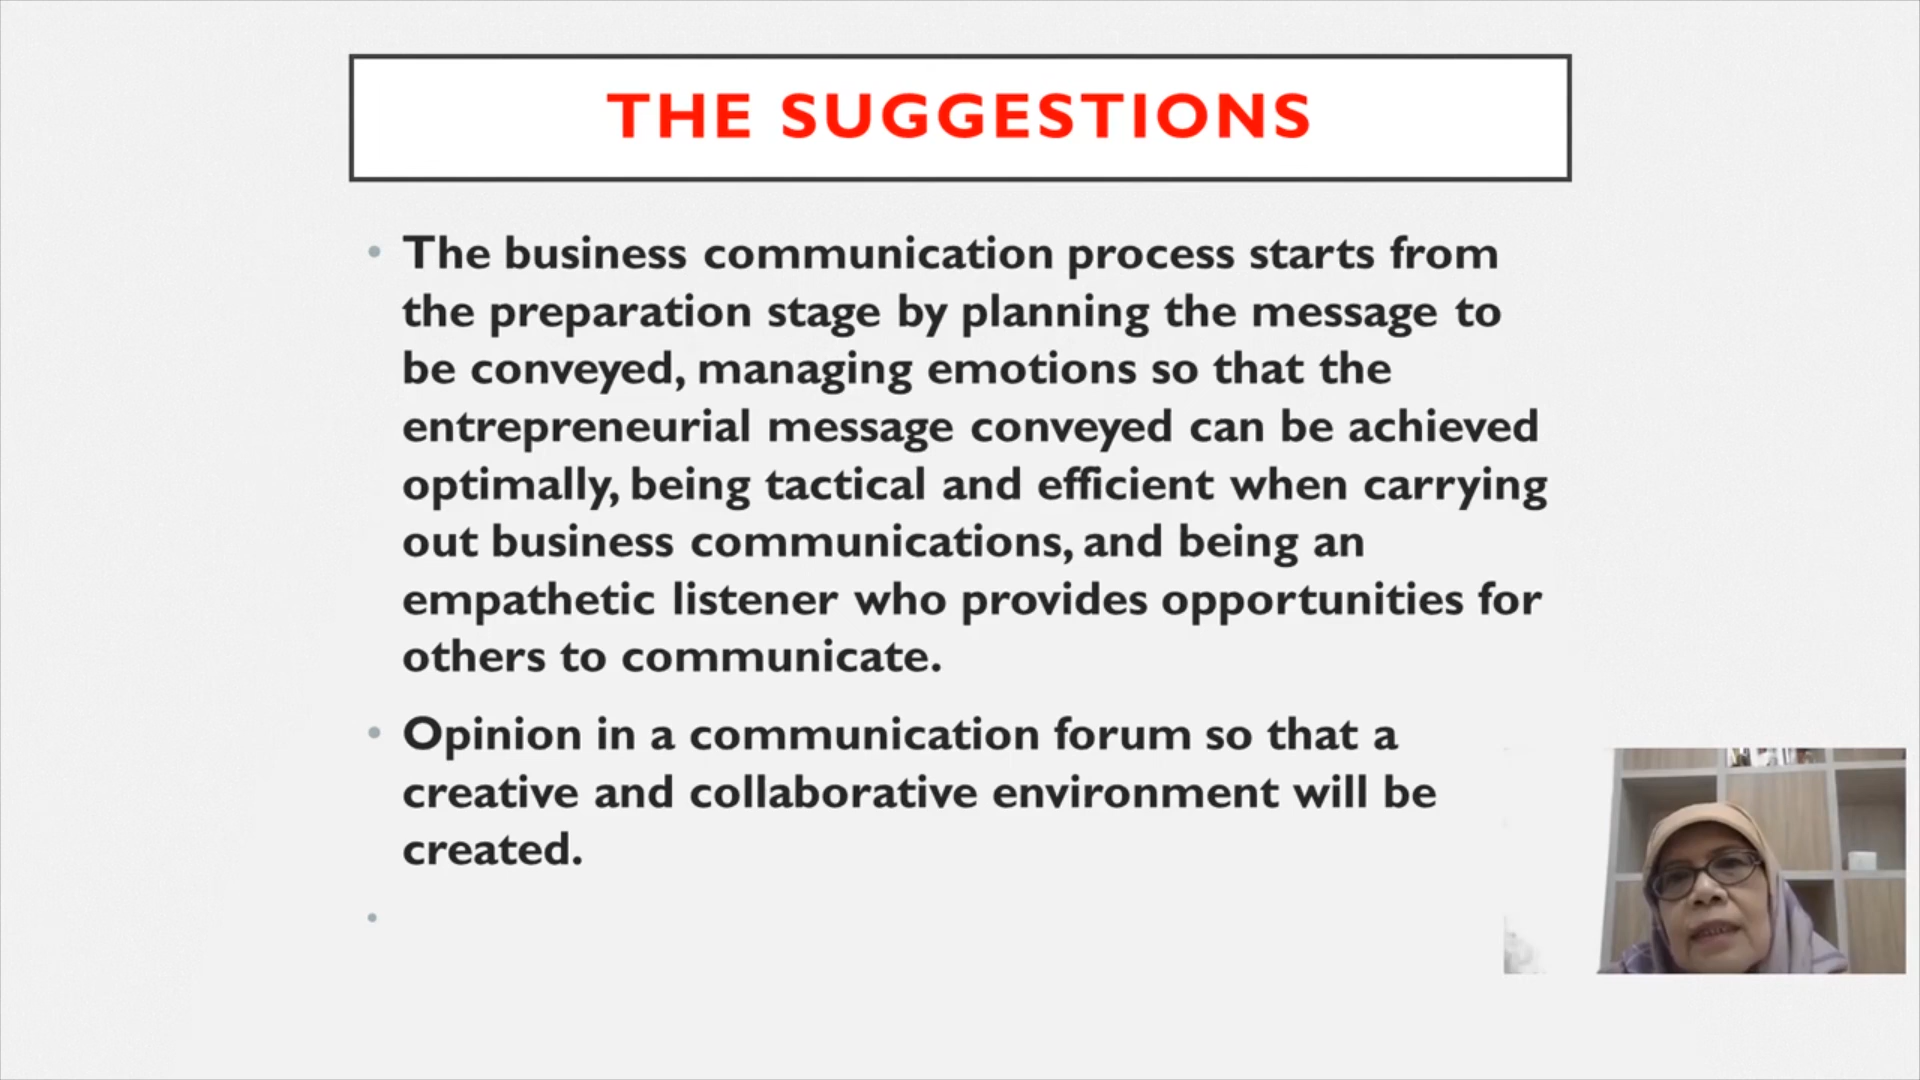 THE SUGGESTIONS
• The business communication process starts from
the preparation stage by planning the message to
be conveyed, managing emotions so that the
entrepreneurial message conveyed can be achieved
optimally, being tactical and efficient when carrying
out business communications, and being an
empathetic listener who provides opportunities for
others to communicate.
• Opinion in a communication forum so that a
creative and collaborative environment will be
created.
•